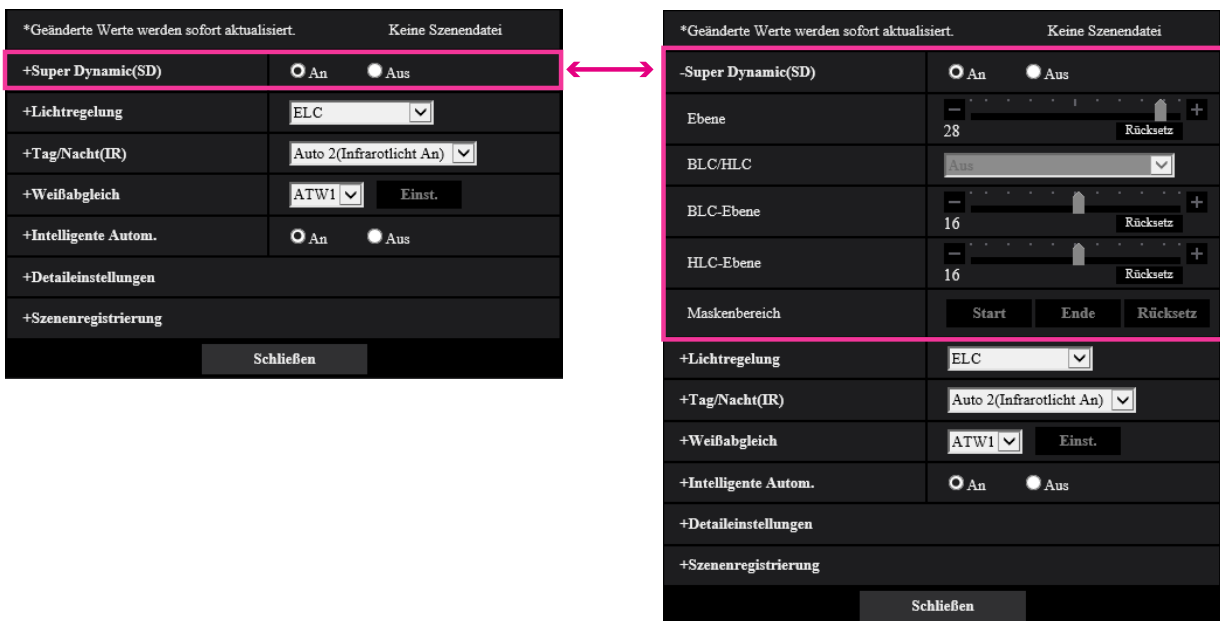 *Geänderte Werte werden sofort aktualisiert. Keine Szenendatei
+Super Dynamic(SD) An Aus
+Lichtregelung ELC
+Tag/Nacht(IR) Auto 2(Infrarotlicht An)
+Weißabgleich ATW1 Einst.
+Intelligente Autom. An Aus
+Detaileinstellungen
+Szenenregistrierung
Schließen
*Geänderte Werte werden sofort aktualisiert. Keine Szenendatei
-Super Dynamic(SD) An Aus
Ebene
28 Rücksetz
BLC/HLC Aus
BLC-Ebene
16 Rücksetz
HLC-Ebene
16 Rücksetz
Maskenbereich Start Ende Rücksetz
+Lichtregelung ELC
+Tag/Nacht(IR) Auto 2(Infrarotlicht An)
+Weißabgleich ATW1 Einst.
+Intelligente Autom. An Aus
+Detaileinstellungen
+Szenenregistrierung
Schließen